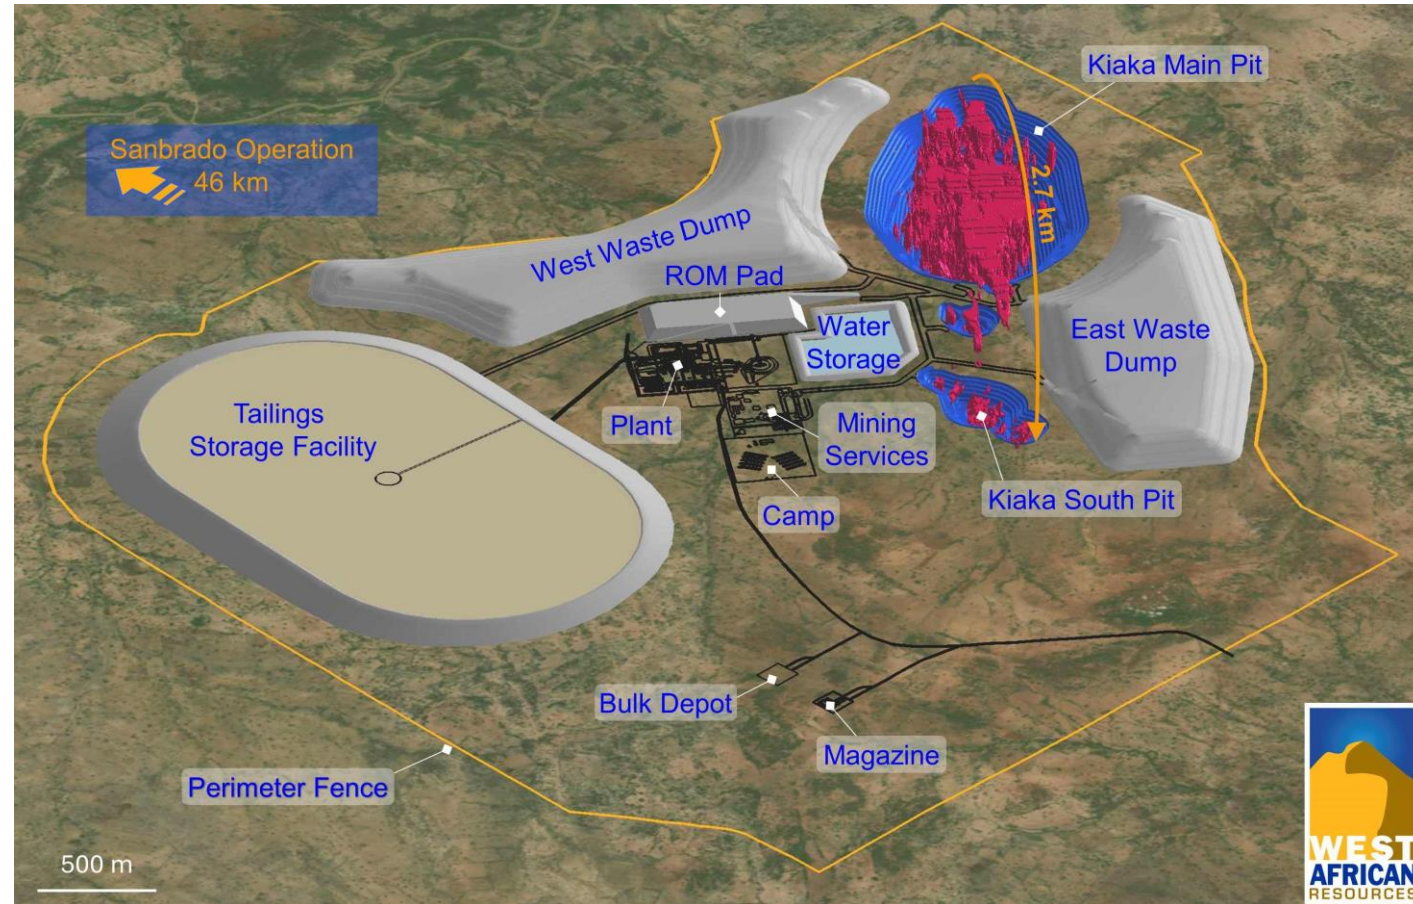 Kiaka Main Pit
Sanbrado Operation
46 km
2.7 km
West Waste Dump
ROM Pad
Water
Storage
East Waste
Dump
Tailings
Storage Facility
Plant
Mining
Services
Kiaka South Pit
Camp
Bulk Depot
Magazine
Perimeter Fence
500 m
WEST
AFRICAN
RESOURCES